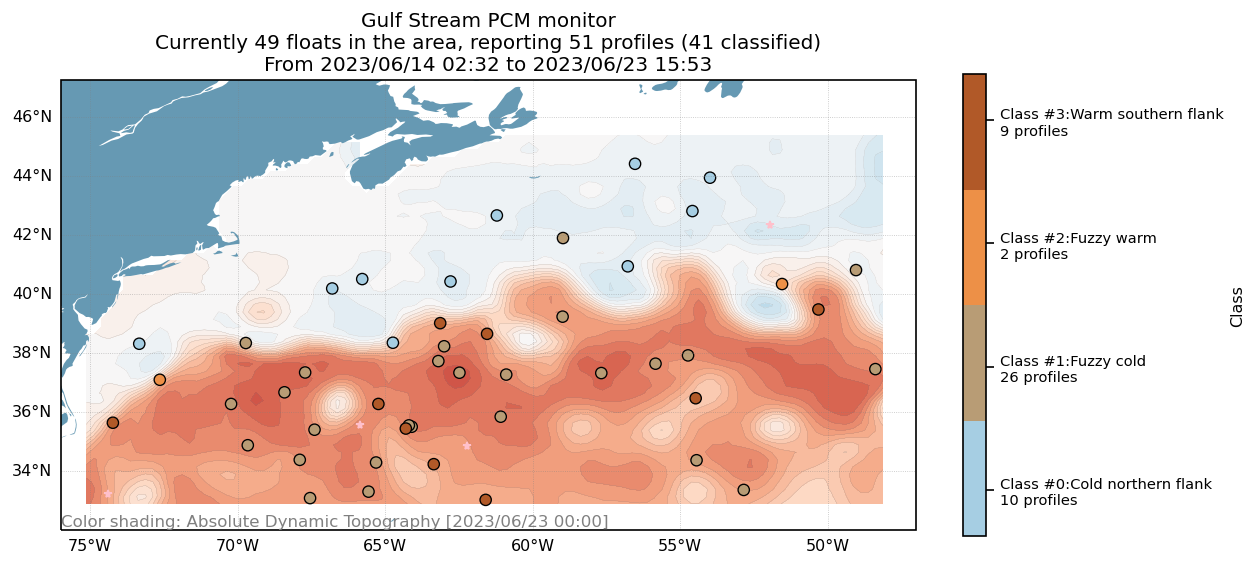 Gulf Stream PCM monitor
Currently 49 floats in the area, reporting 51 profiles (41 classified)
From 2023/06/14 02:32 to 2023/06/23 15:53
46°N
44°N
42°N
40°N
38°N
36°N
34°N
Color shading: Absolute Dynamic Topography [2023/06/23 00:00]
75°W
70°W
65°W
60°W
55°W
50°W
Class #3:Warm southern flank
9 profiles
Class #2:Fuzzy warm
2 profiles
Class #1:Fuzzy cold
26 profiles
Class #0:Cold northern flank
10 profiles
Class